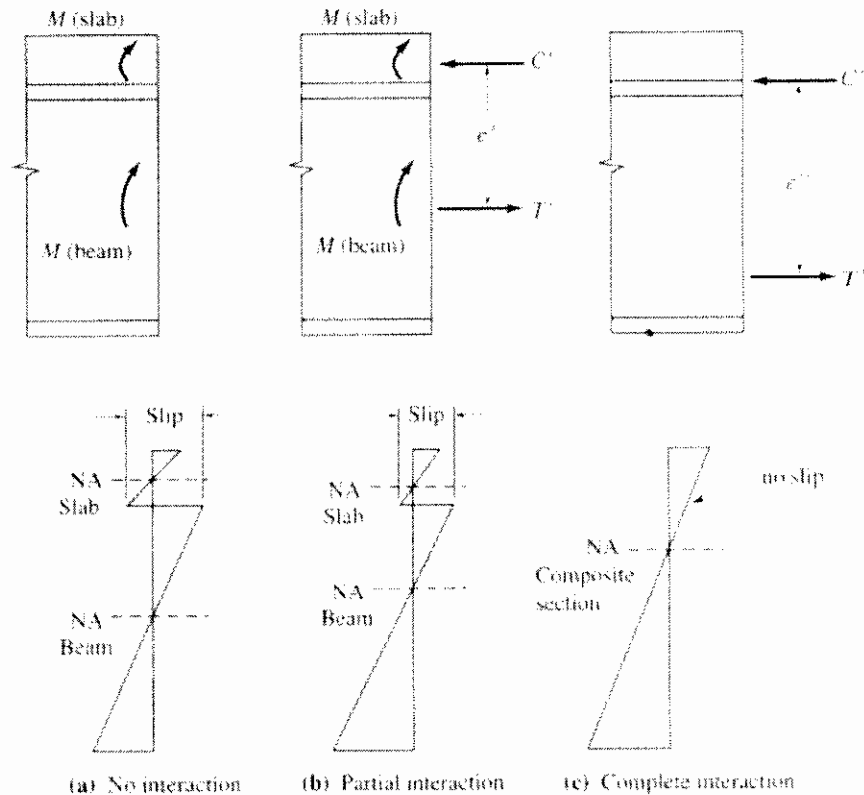 M (slab)
M (beam)
M (slab)
C'
e'
T'
M (beam)
C''
e''
T''
Slip
NA
Slab
NA
Beam
Slip
NA
Slab
NA
Beam
no slip
NA
Composite
section
(a) No interaction
(b) Partial interaction
(c) Complete interaction